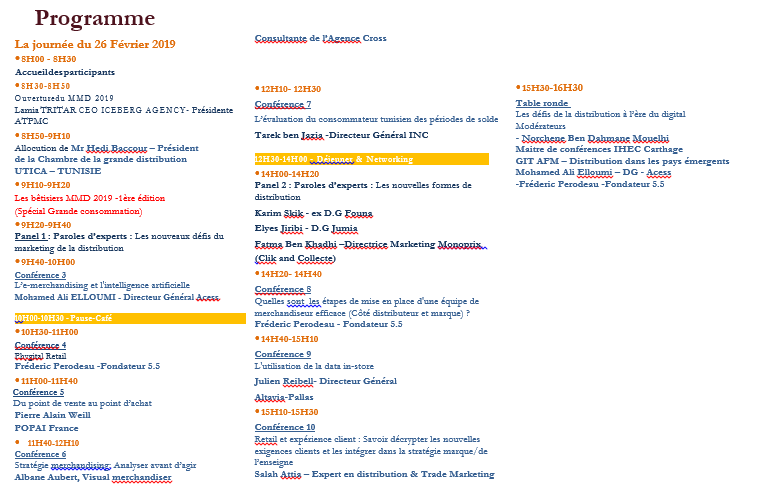 Programme
La journée du 26 Février 2019
•8H00 - 8H30
Accueildesparticipants
•8H30-8H50
Ouverturedu MMD 2019
Lamia TRITAR CEO ICEBERG AGENCY- Présidente
ATPMC
•8H50-9H10
Allocution de Mr Hedi Baccour – Président
de la Chambre de la grande distribution
UTICA – TUNISIE
•9H10-9H20
Les bêtisiers MMD 2019 -1ère édition
(Spécial Grande consommation)
•9H20-9H40
Panel 1 : Paroles d'experts : Les nouveaux défis du
marketing de la distribution
•9H40-10H00
Conférence 3
L'e-merchandising et l'intelligence artificielle
Mohamed Ali ELLOUMI - Directeur Général Acess
10H00-10H30 - Pause-Café
•10H30-11H00
Conférence 4
Phygital Retail
Fréderic Perodeau -Fondateur 5.5
•11H00-11H40
Conférence 5
Du point de vente au point d'achat
Pierre Alain Weill
POPAI France
• 11H40-12H10
Conférence 6
Stratégie merchandising: Analyser avant d'agir
Albane Aubert, Visual merchandiser
Consultante de l'Agence Cross
•12H10- 12H30
Conférence 7
L'évaluation du consommateur tunisien des périodes de solde
Tarek ben Jazia -Directeur Général INC
12H30-14H00 – Déjeuner & Networking
•14H00-14H20
Panel 2 : Paroles d'experts : Les nouvelles formes de
distribution
Karim Skik - ex D.G Founa
Elyes Jiribi - D.G Jumia
Fatma Ben Khadhi –Directrice Marketing Monoprix
(Clik and Collecte)
•14H20- 14H40
Conférence 8
Quelles sont les étapes de mise en place d'une équipe de
merchandiseur efficace (Côté distributeur et marque) ?
Fréderic Perodeau - Fondateur 5.5
•14H40-15H10
Conférence 9
L'utilisation de la data in-store
Julien Reibell- Directeur Général
Altavia-Pallas
•15H10-15H30
Conférence 10
Retail et expérience client : Savoir décrypter les nouvelles
exigences clients et les intégrer dans la stratégie marque/de
l'enseigne
Salah Attia – Expert en distribution & Trade Marketing
•15H30-16H30
Table ronde
Les défis de la distribution à l'ère du digital
Modérateurs
- Norchene Ben Dahmane Mouelhi
Maitre de conférences IHEC Carthage
GIT AFM – Distribution dans les pays émergents
Mohamed Ali Elloumi – DG - Acess
-Fréderic Perodeau -Fondateur 5.5